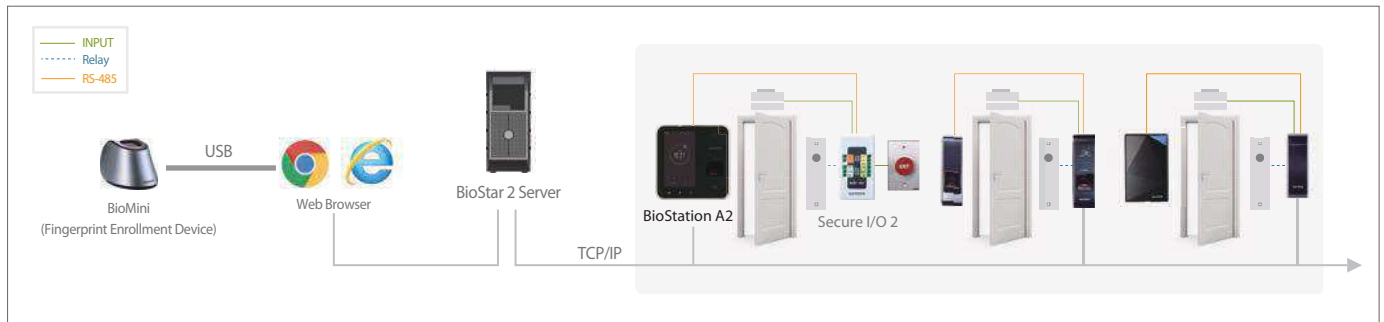 INPUT
Relay
RS-485
USB
BioMini
(Fingerprint Enrollment Device)
Web Browser
BioStar 2 Server
TCP/IP
BioStation A2
Secure I/O 2
EXIT